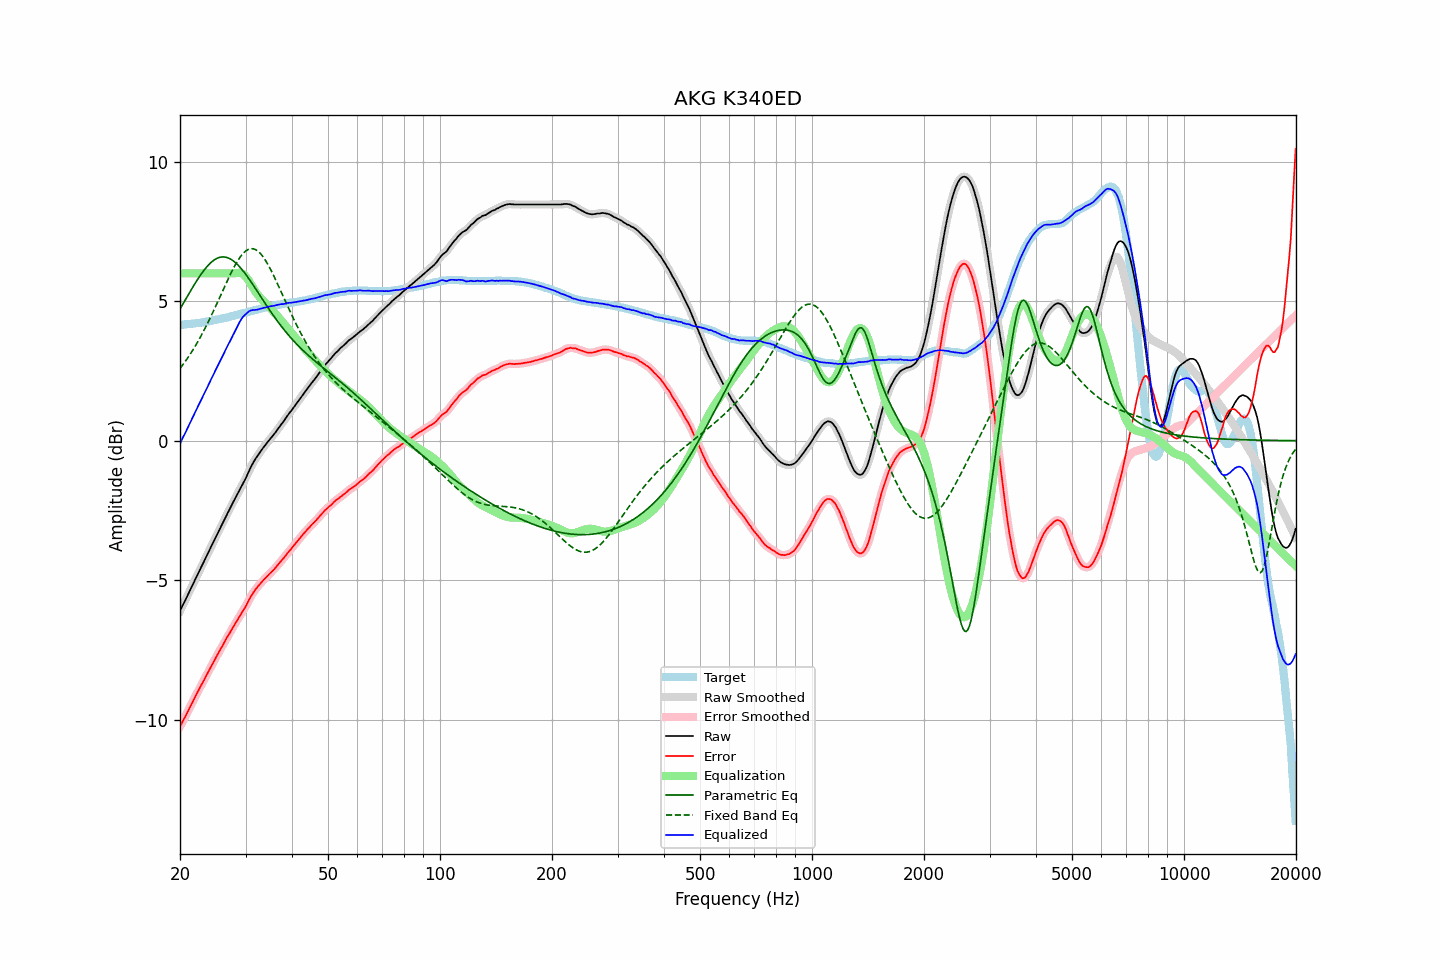 AKG K340ED
Amplitude (dBr)
10
5
0
−5
−10
Target
Raw Smoothed
Error Smoothed
Raw
Error
Equalization
Parametric Eq
Fixed Band Eq
Equalized
20 50 100 200 500 1000 2000 5000 10000 20000
Frequency (Hz)